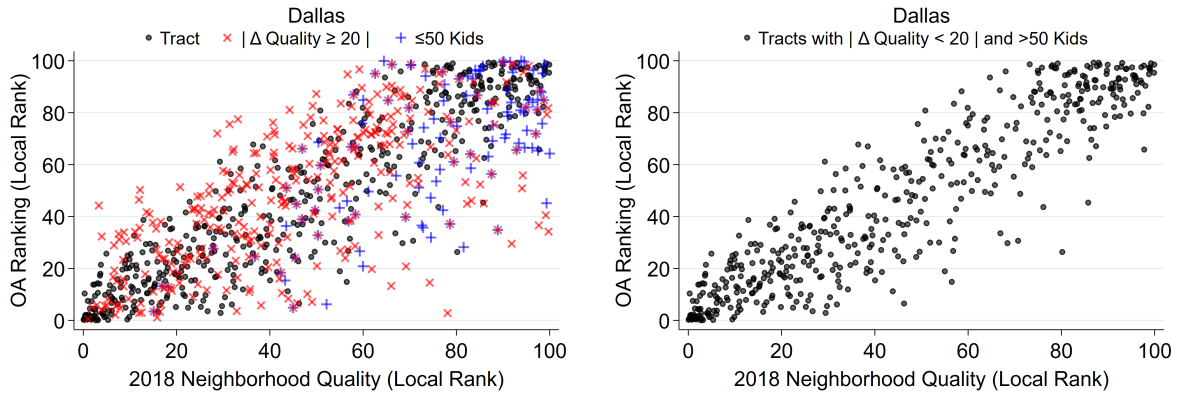 Dallas
Tract | Δ Quality ≥ 20 | ≤50 Kids
OA Ranking (Local Rank)
100
80
60
40
20
0
0 20 40 60 80 100
2018 Neighborhood Quality (Local Rank)
Dallas
Tracts with | Δ Quality < 20 | and >50 Kids
OA Ranking (Local Rank)
100
80
60
40
20
0
0 20 40 60 80 100
2018 Neighborhood Quality (Local Rank)